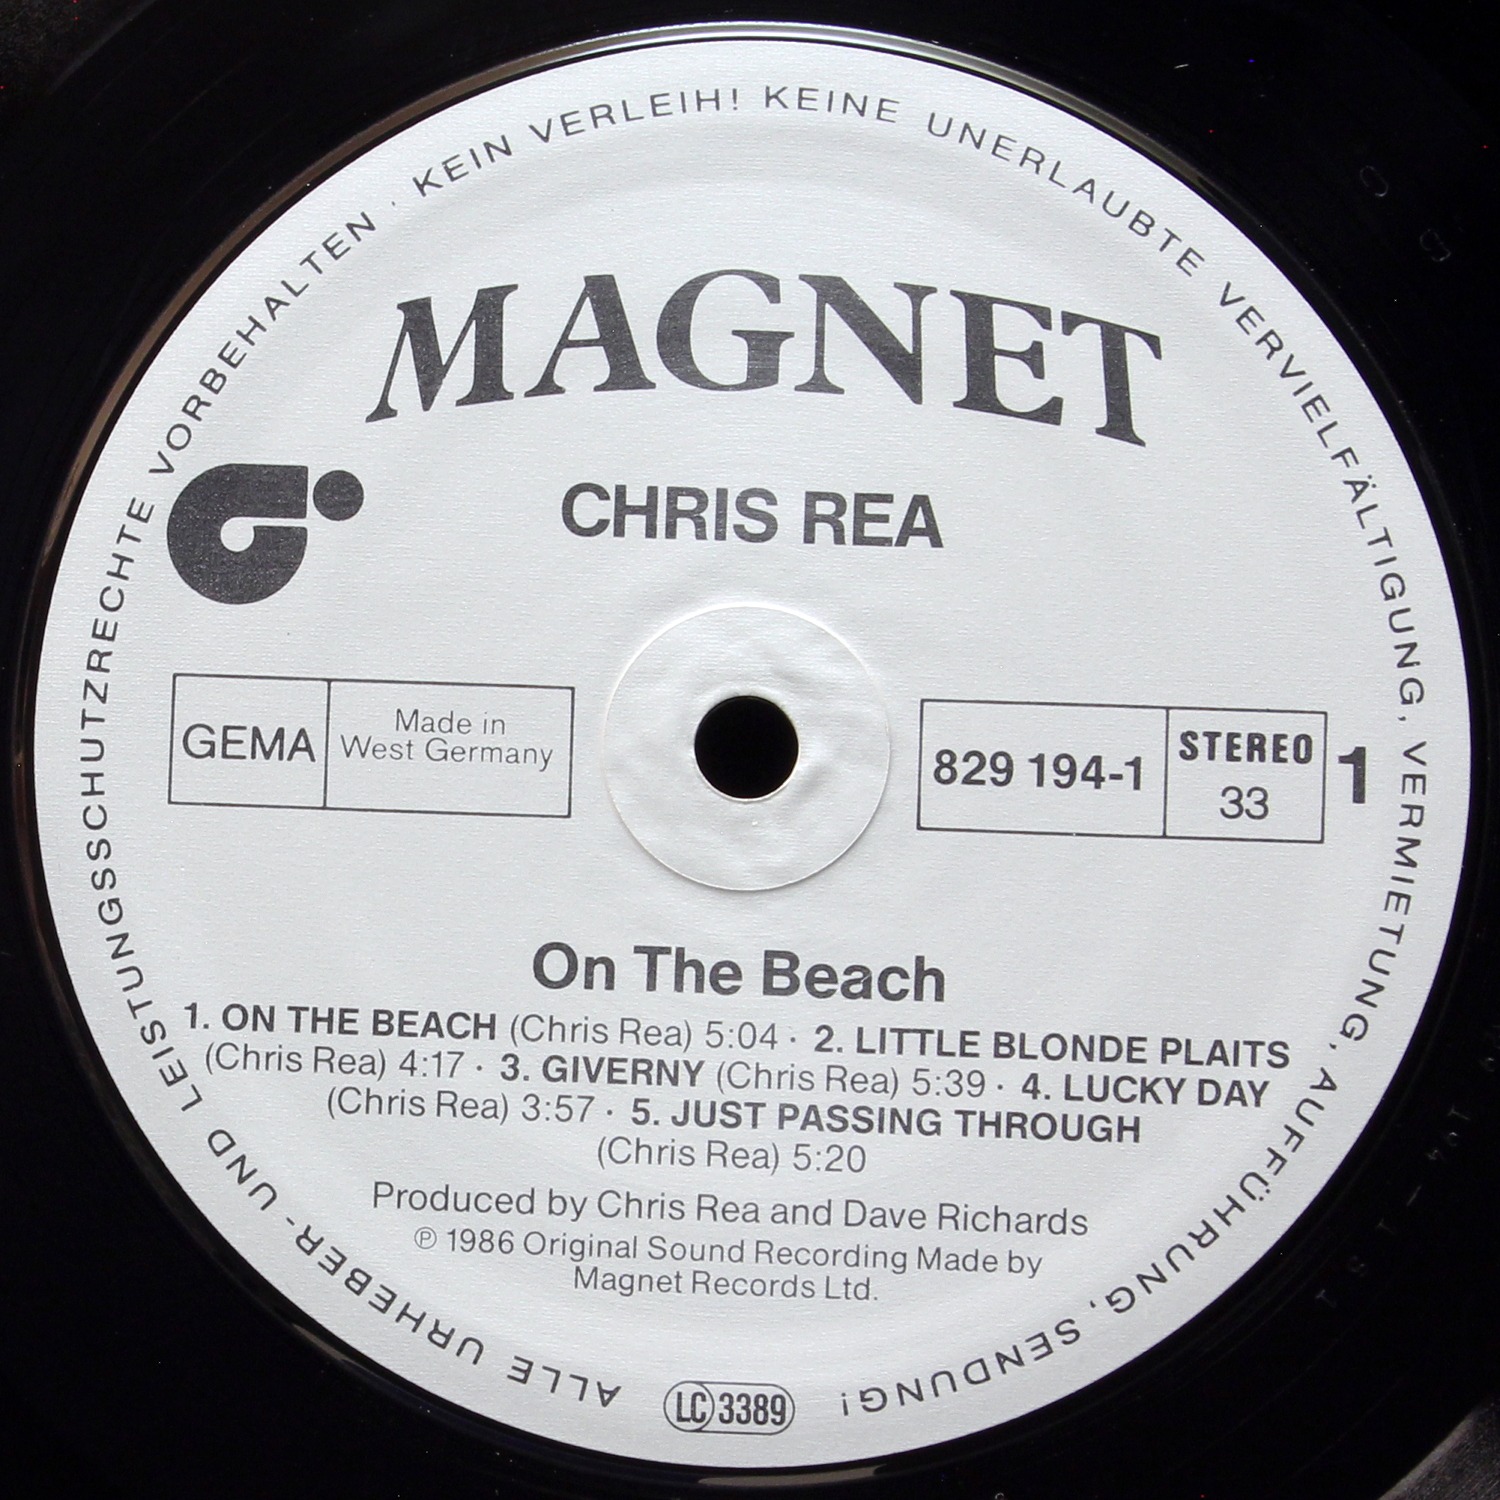 ALLE URHEBER- UND LEISTUNGSSCHUTZRECHTE VORBEHALTEN · KEIN VERLEIH! KEINE UNERLAUBTE VERVIELFÄLTIGUNG, VERMIETUNG, AUFFÜHRUNG, SENDUNG!
MAGNET
CHRIS REA
GEMA
Made in
West Germany
829 194-1
STEREO
33
1
On The Beach
1. ON THE BEACH (Chris Rea) 5:04 · 2. LITTLE BLONDE PLAITS
(Chris Rea) 4:17 · 3. GIVERNY (Chris Rea) 5:39 · 4. LUCKY DAY
(Chris Rea) 3:57 · 5. JUST PASSING THROUGH
(Chris Rea) 5:20
Produced by Chris Rea and Dave Richards
℗ 1986 Original Sound Recording Made by
Magnet Records Ltd.
LC 3389